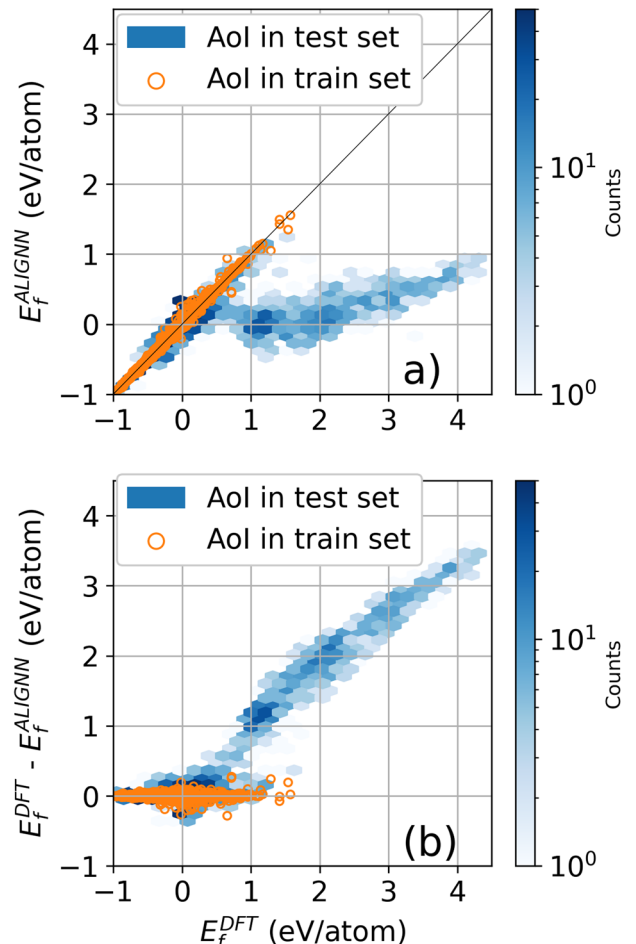 AoI in test set
AoI in train set
4
3
2
1
0
−1
E_f^{ALIGNN} (eV/atom)
−1 0 1 2 3 4
a)
10^1
10^0
Counts
AoI in test set
AoI in train set
4
3
2
1
0
−1
E_f^{DFT} - E_f^{ALIGNN} (eV/atom)
−1 0 1 2 3 4
E_f^{DFT} (eV/atom)
(b)
10^1
10^0
Counts